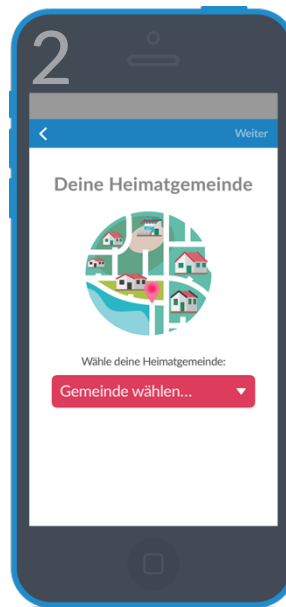 2
Weiter
Deine Heimatgemeinde
Wähle deine Heimatgemeinde:
Gemeinde wählen...